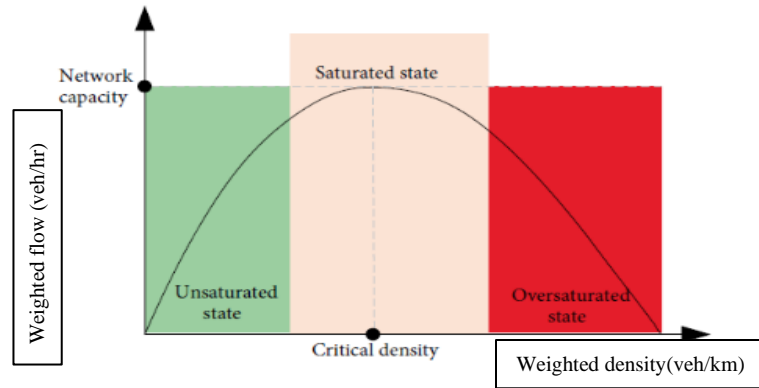 Network
capacity
Saturated state
Weighted flow (veh/hr)
Unsaturated
state
Oversaturated
state
Critical density
Weighted density(veh/km)